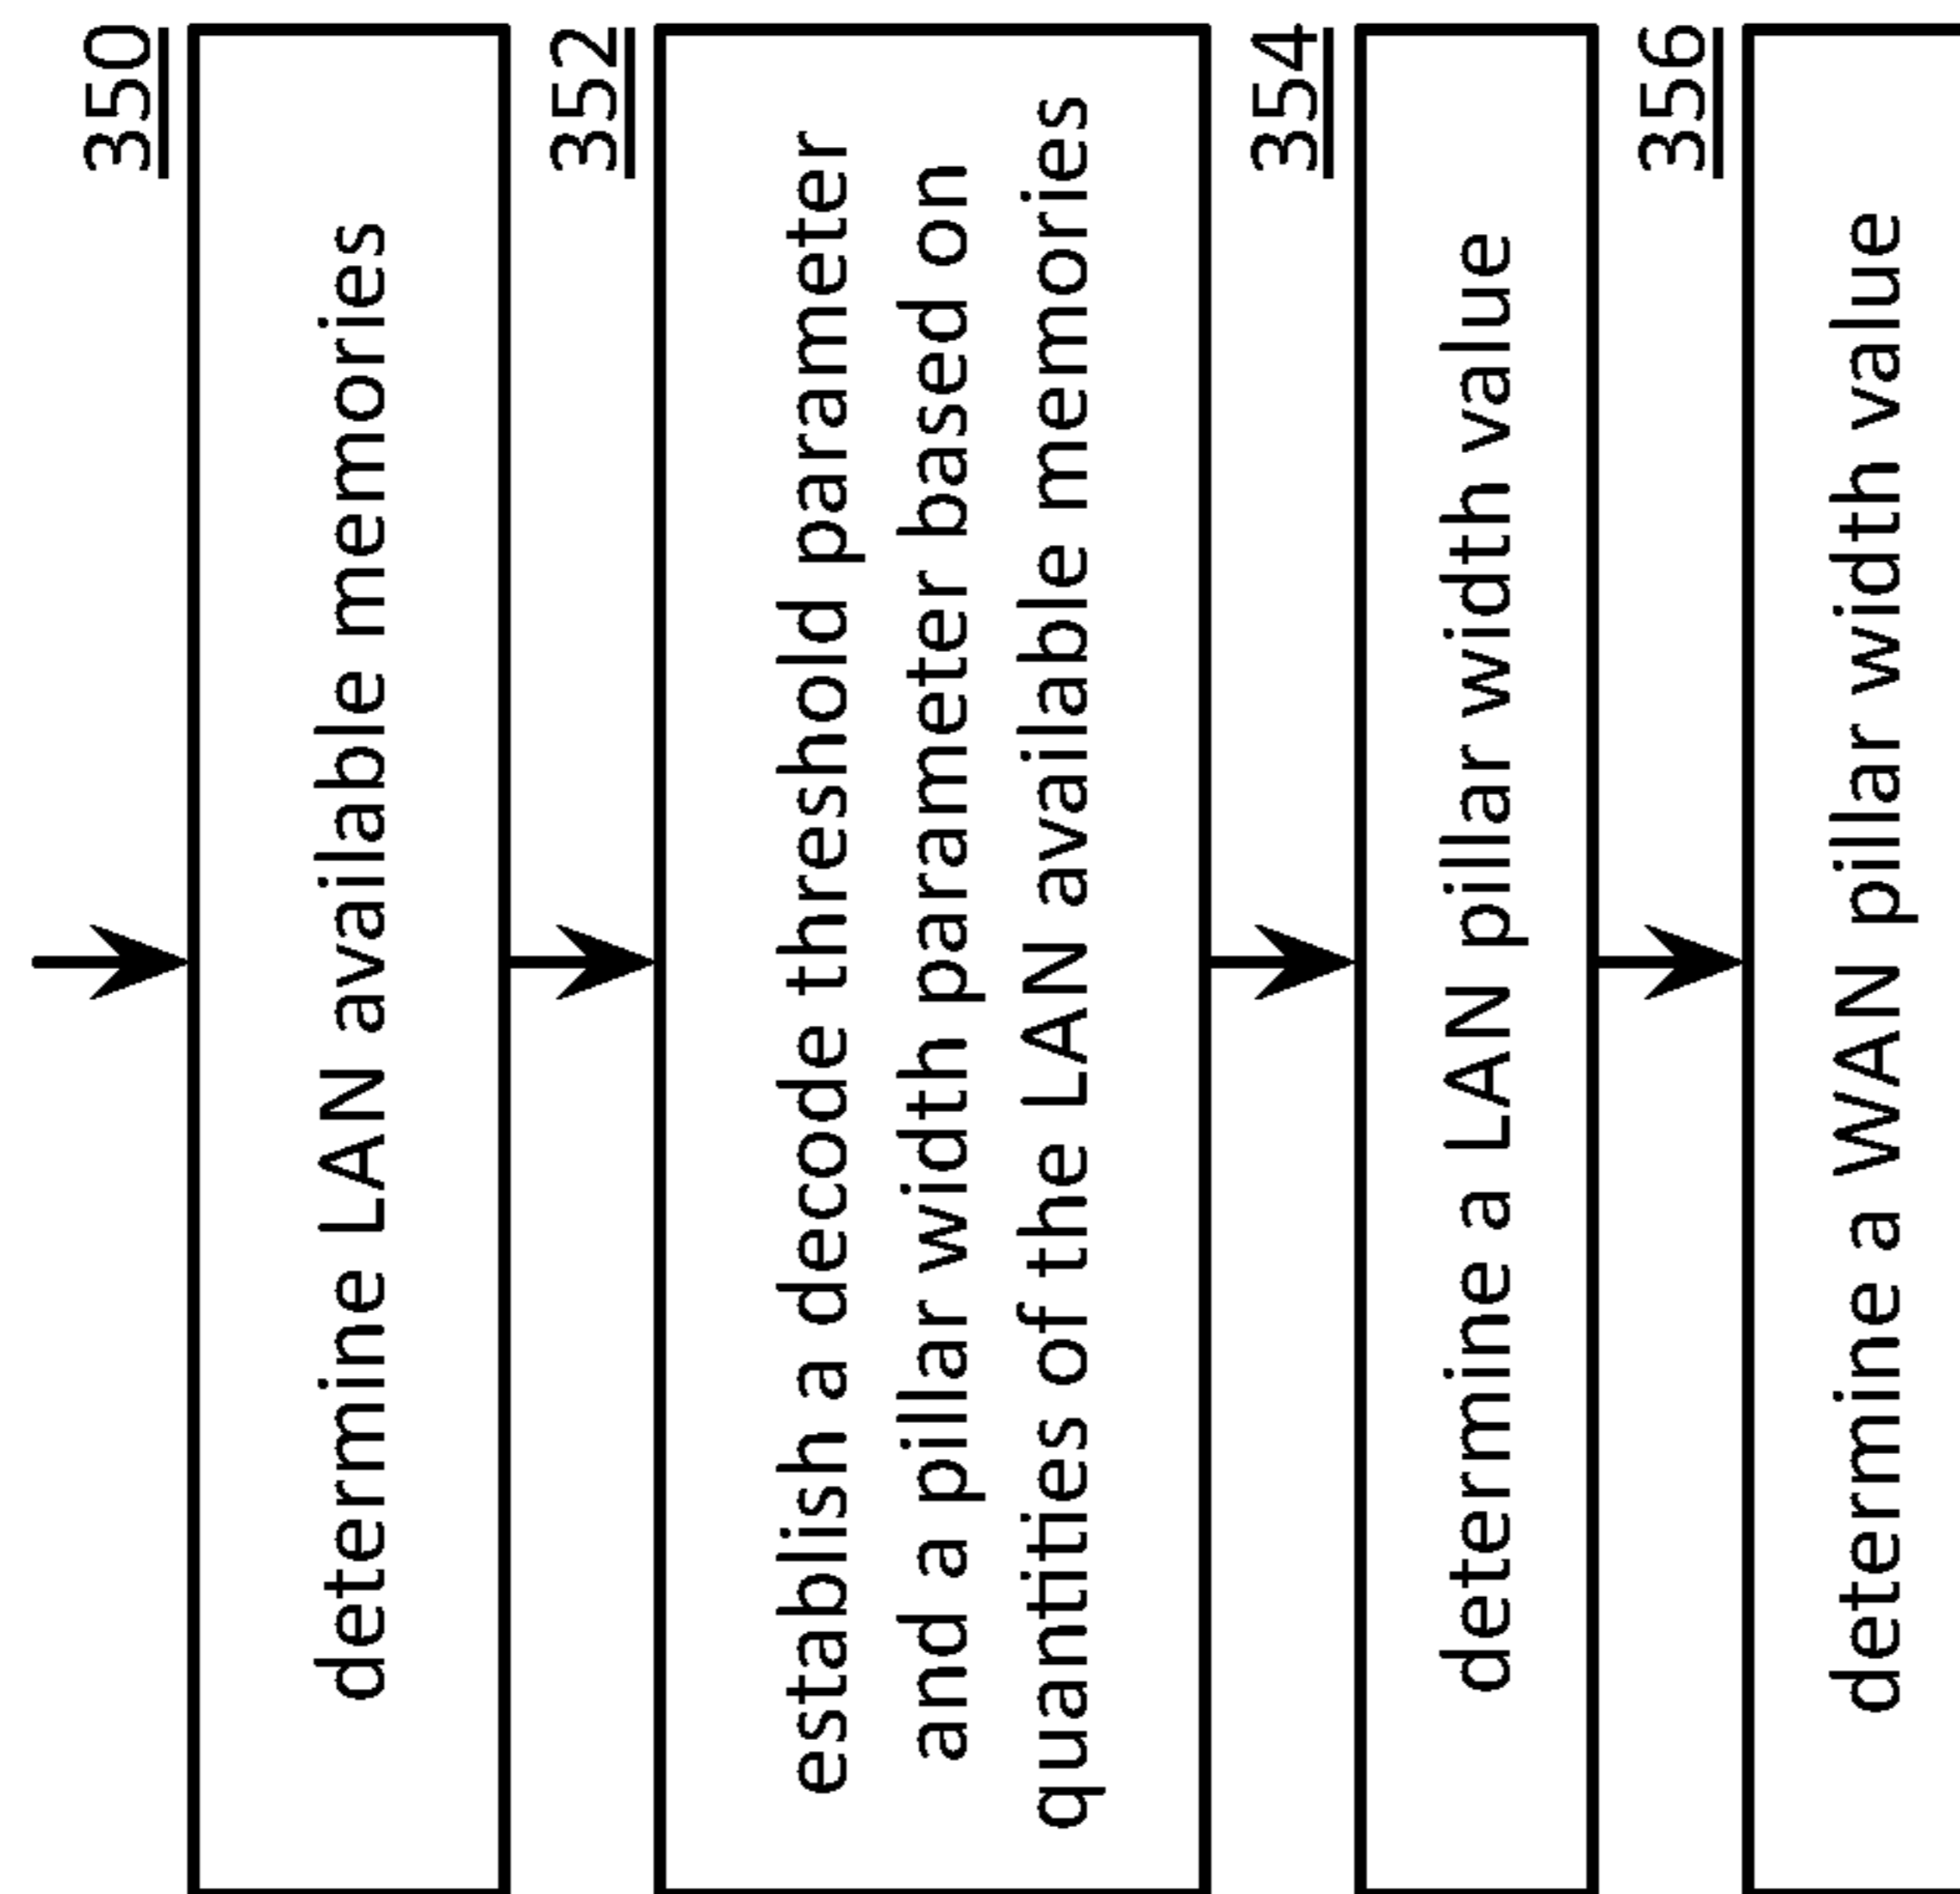 350
determine LAN available memories
352
establish a decode threshold parameter
and a pillar width parameter based on
quantities of the LAN available memories
354
determine a LAN pillar width value
356
determine a WAN pillar width value